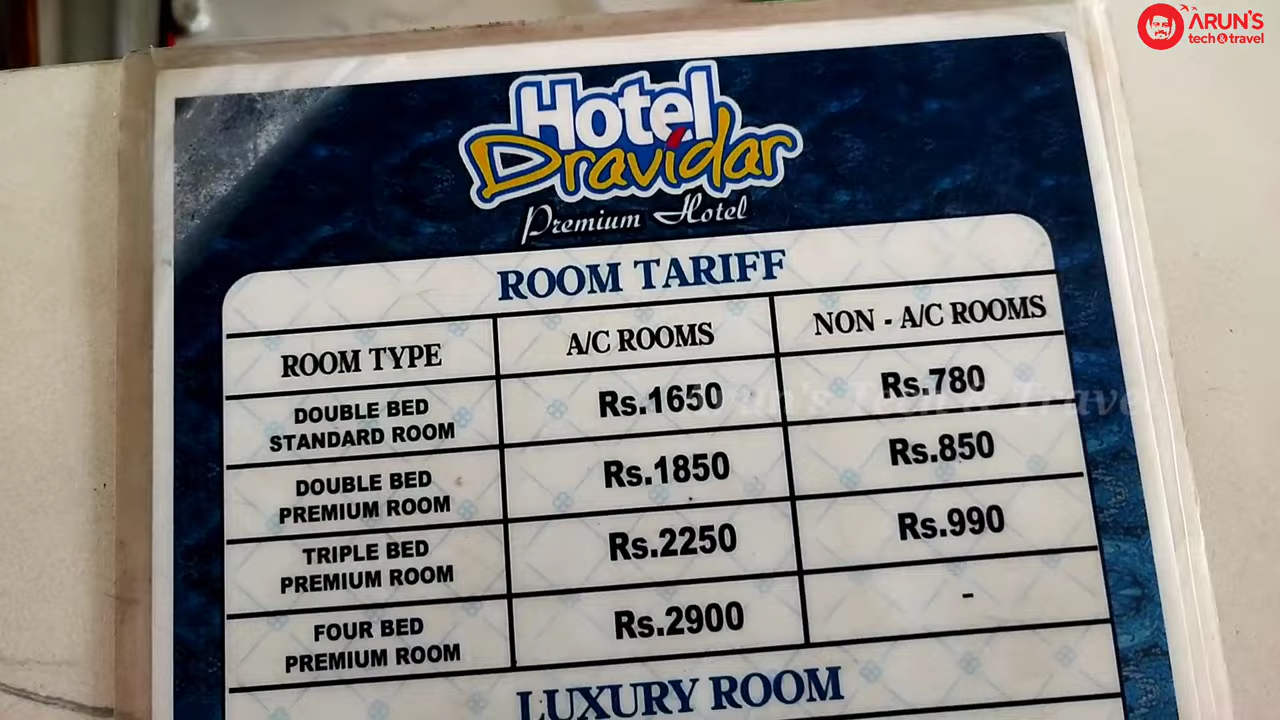 ARUN'S
tech&travel
Hotel
Dravidar
Premium Hotel
ROOM TARIFF
ROOM TYPE
A/C ROOMS
NON - A/C ROOMS
DOUBLE BED
STANDARD ROOM
Rs.1650
Rs.780
DOUBLE BED
PREMIUM ROOM
Rs.1850
Rs.850
TRIPLE BED
PREMIUM ROOM
Rs.2250
Rs.990
FOUR BED
PREMIUM ROOM
Rs.2900
-
LUXURY ROOM